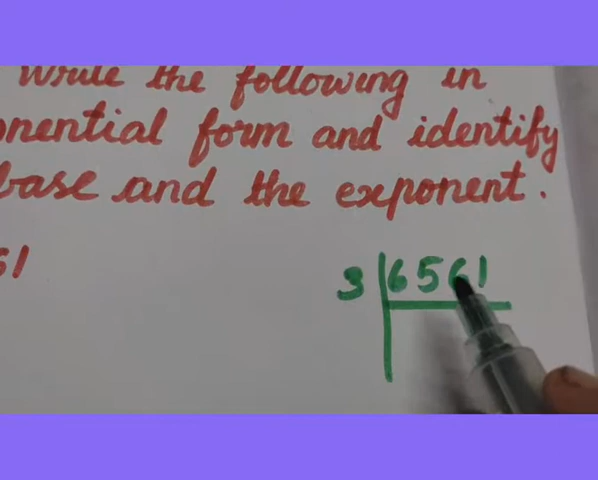 Write the following in
onential form and identify
base and the exponent.
61
3 6561